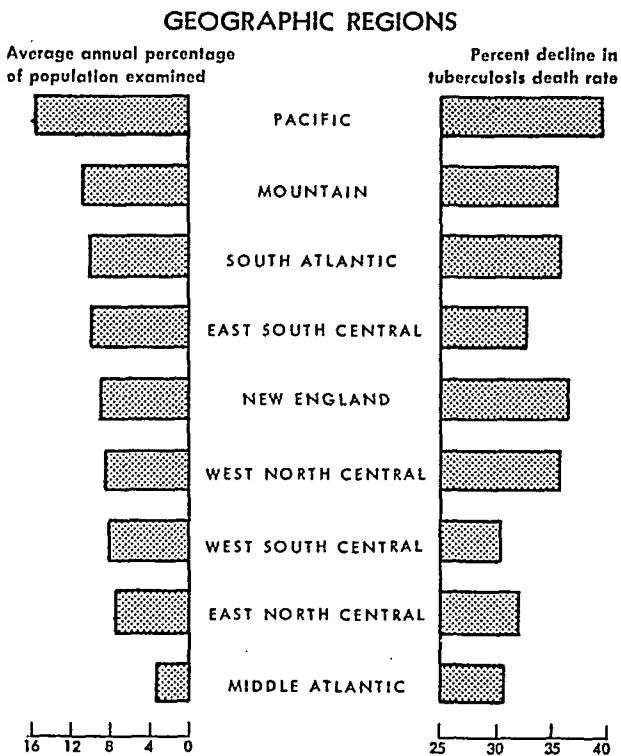 GEOGRAPHIC REGIONS
Average annual percentage
of population examined
Percent decline in
tuberculosis death rate
PACIFIC
MOUNTAIN
SOUTH ATLANTIC
EAST SOUTH CENTRAL
NEW ENGLAND
WEST NORTH CENTRAL
WEST SOUTH CENTRAL
EAST NORTH CENTRAL
MIDDLE ATLANTIC
16 12 8 4 0
25 30 35 40